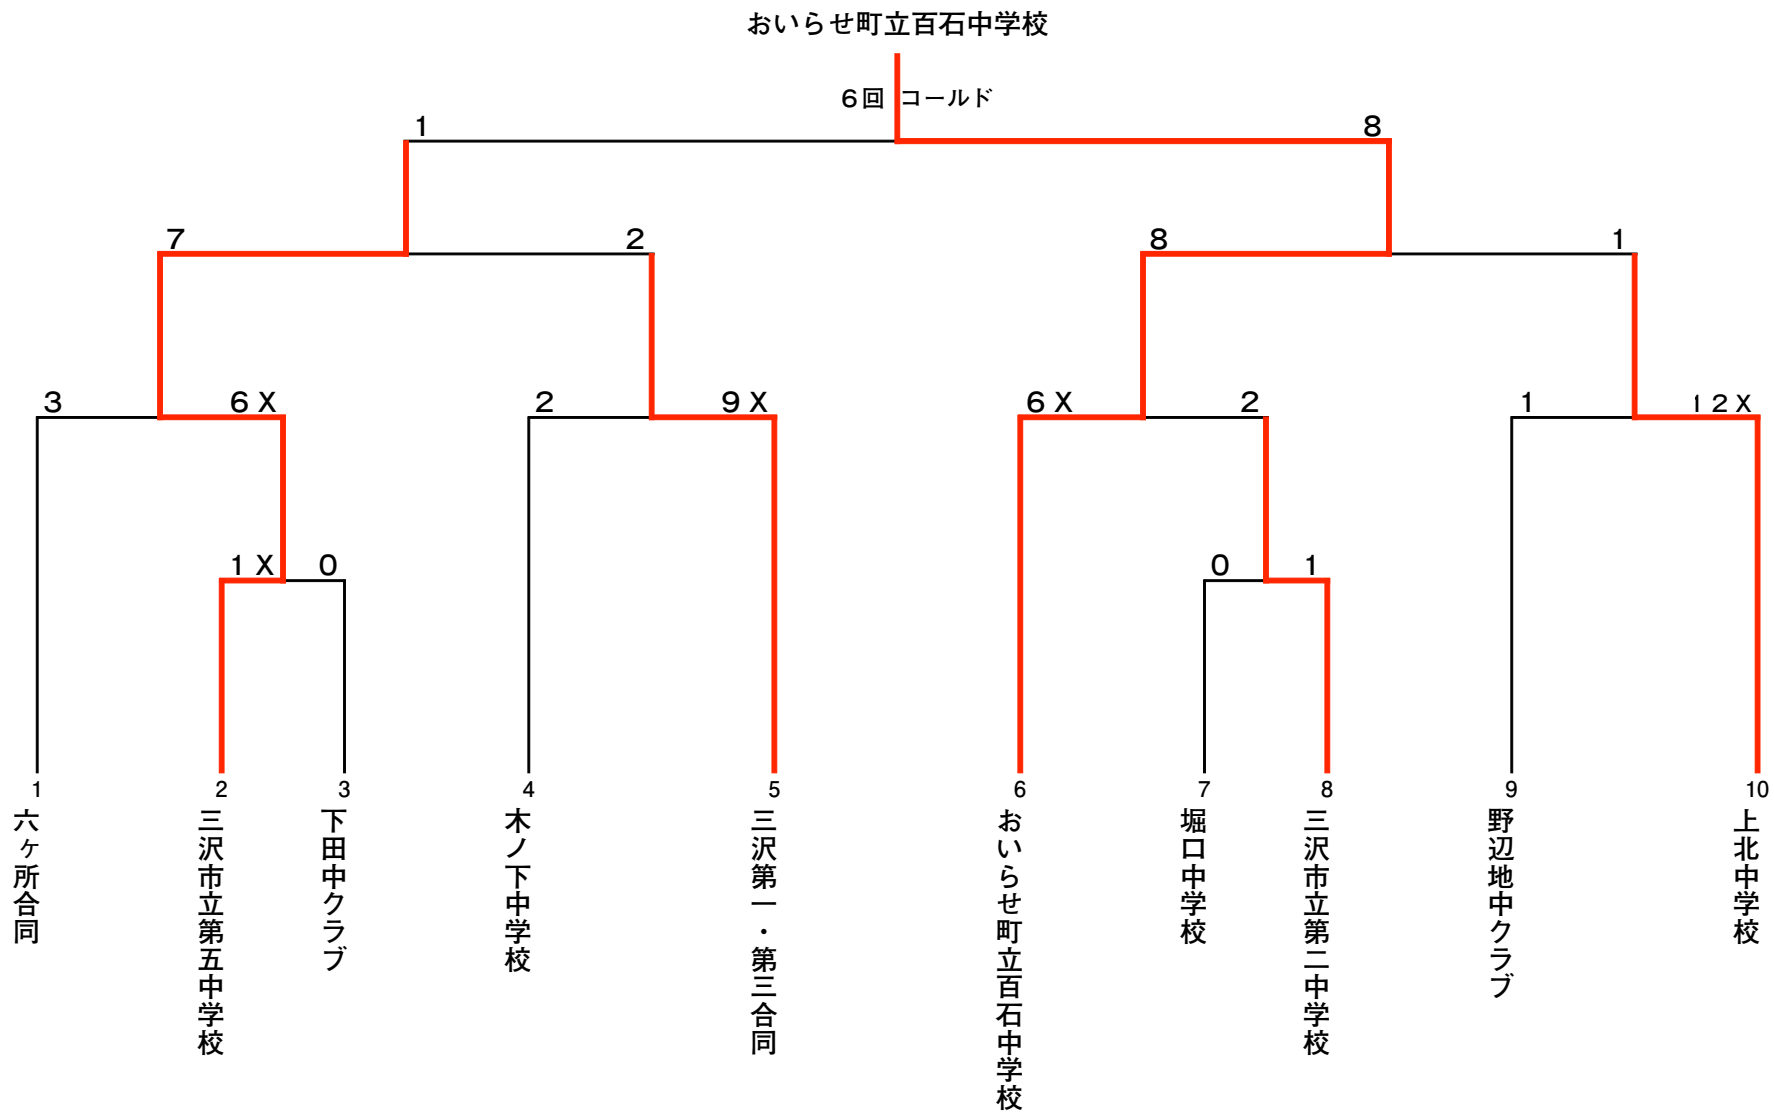 おいらせ町立百石中学校
6回 コールド
1 8
7 2 8 1
3 6X 2 9X 6X 2 1 12X
1X 0 0 1
1 2 3 4 5 6 7 8 9 10
六ヶ所合同
三沢市立第五中学校
下田中クラブ
木ノ下中学校
三沢第一・第三合同
おいらせ町立百石中学校
堀口中学校
三沢市立第二中学校
野辺地中クラブ
上北中学校